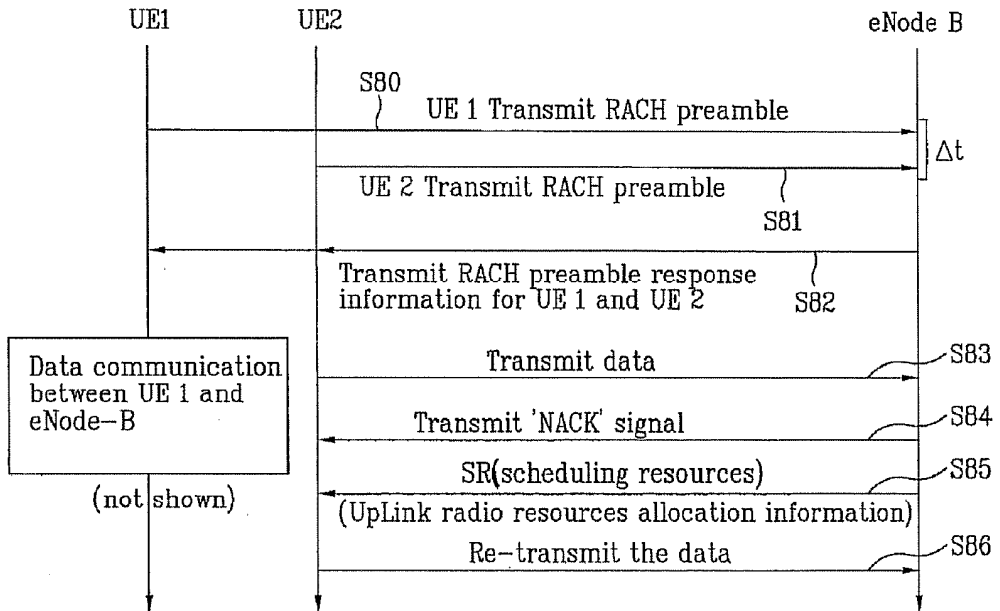 UE1
UE2
eNode B
S80
UE 1 Transmit RACH preamble
Δt
UE 2 Transmit RACH preamble
S81
Transmit RACH preamble response
information for UE 1 and UE 2
S82
Data communication
between UE 1 and
eNode-B
(not shown)
Transmit data
S83
Transmit 'NACK' signal
S84
SR(scheduling resources)
S85
(UpLink radio resources allocation information)
Re-transmit the data
S86